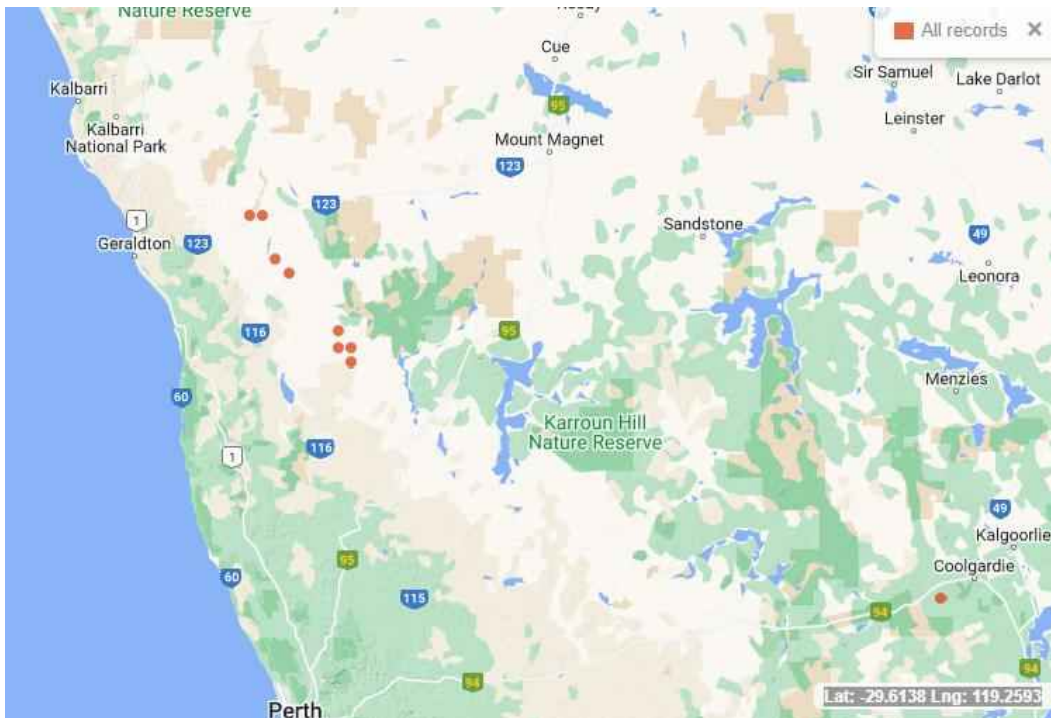 Nature Reserve
All records ×
Cue
95
Sir Samuel
Lake Darlot
Kalbarri
Leinster
Kalbarri
National Park
Mount Magnet
123
123
1
Sandstone
123
49
Geraldton
Leonora
116
95
60
Menzies
Karroun Hill
Nature Reserve
116
1
49
Kalgoorlie
95
Coolgardie
60
115
94
94
94
Perth
Lat: -29.6138 Lng: 119.2593